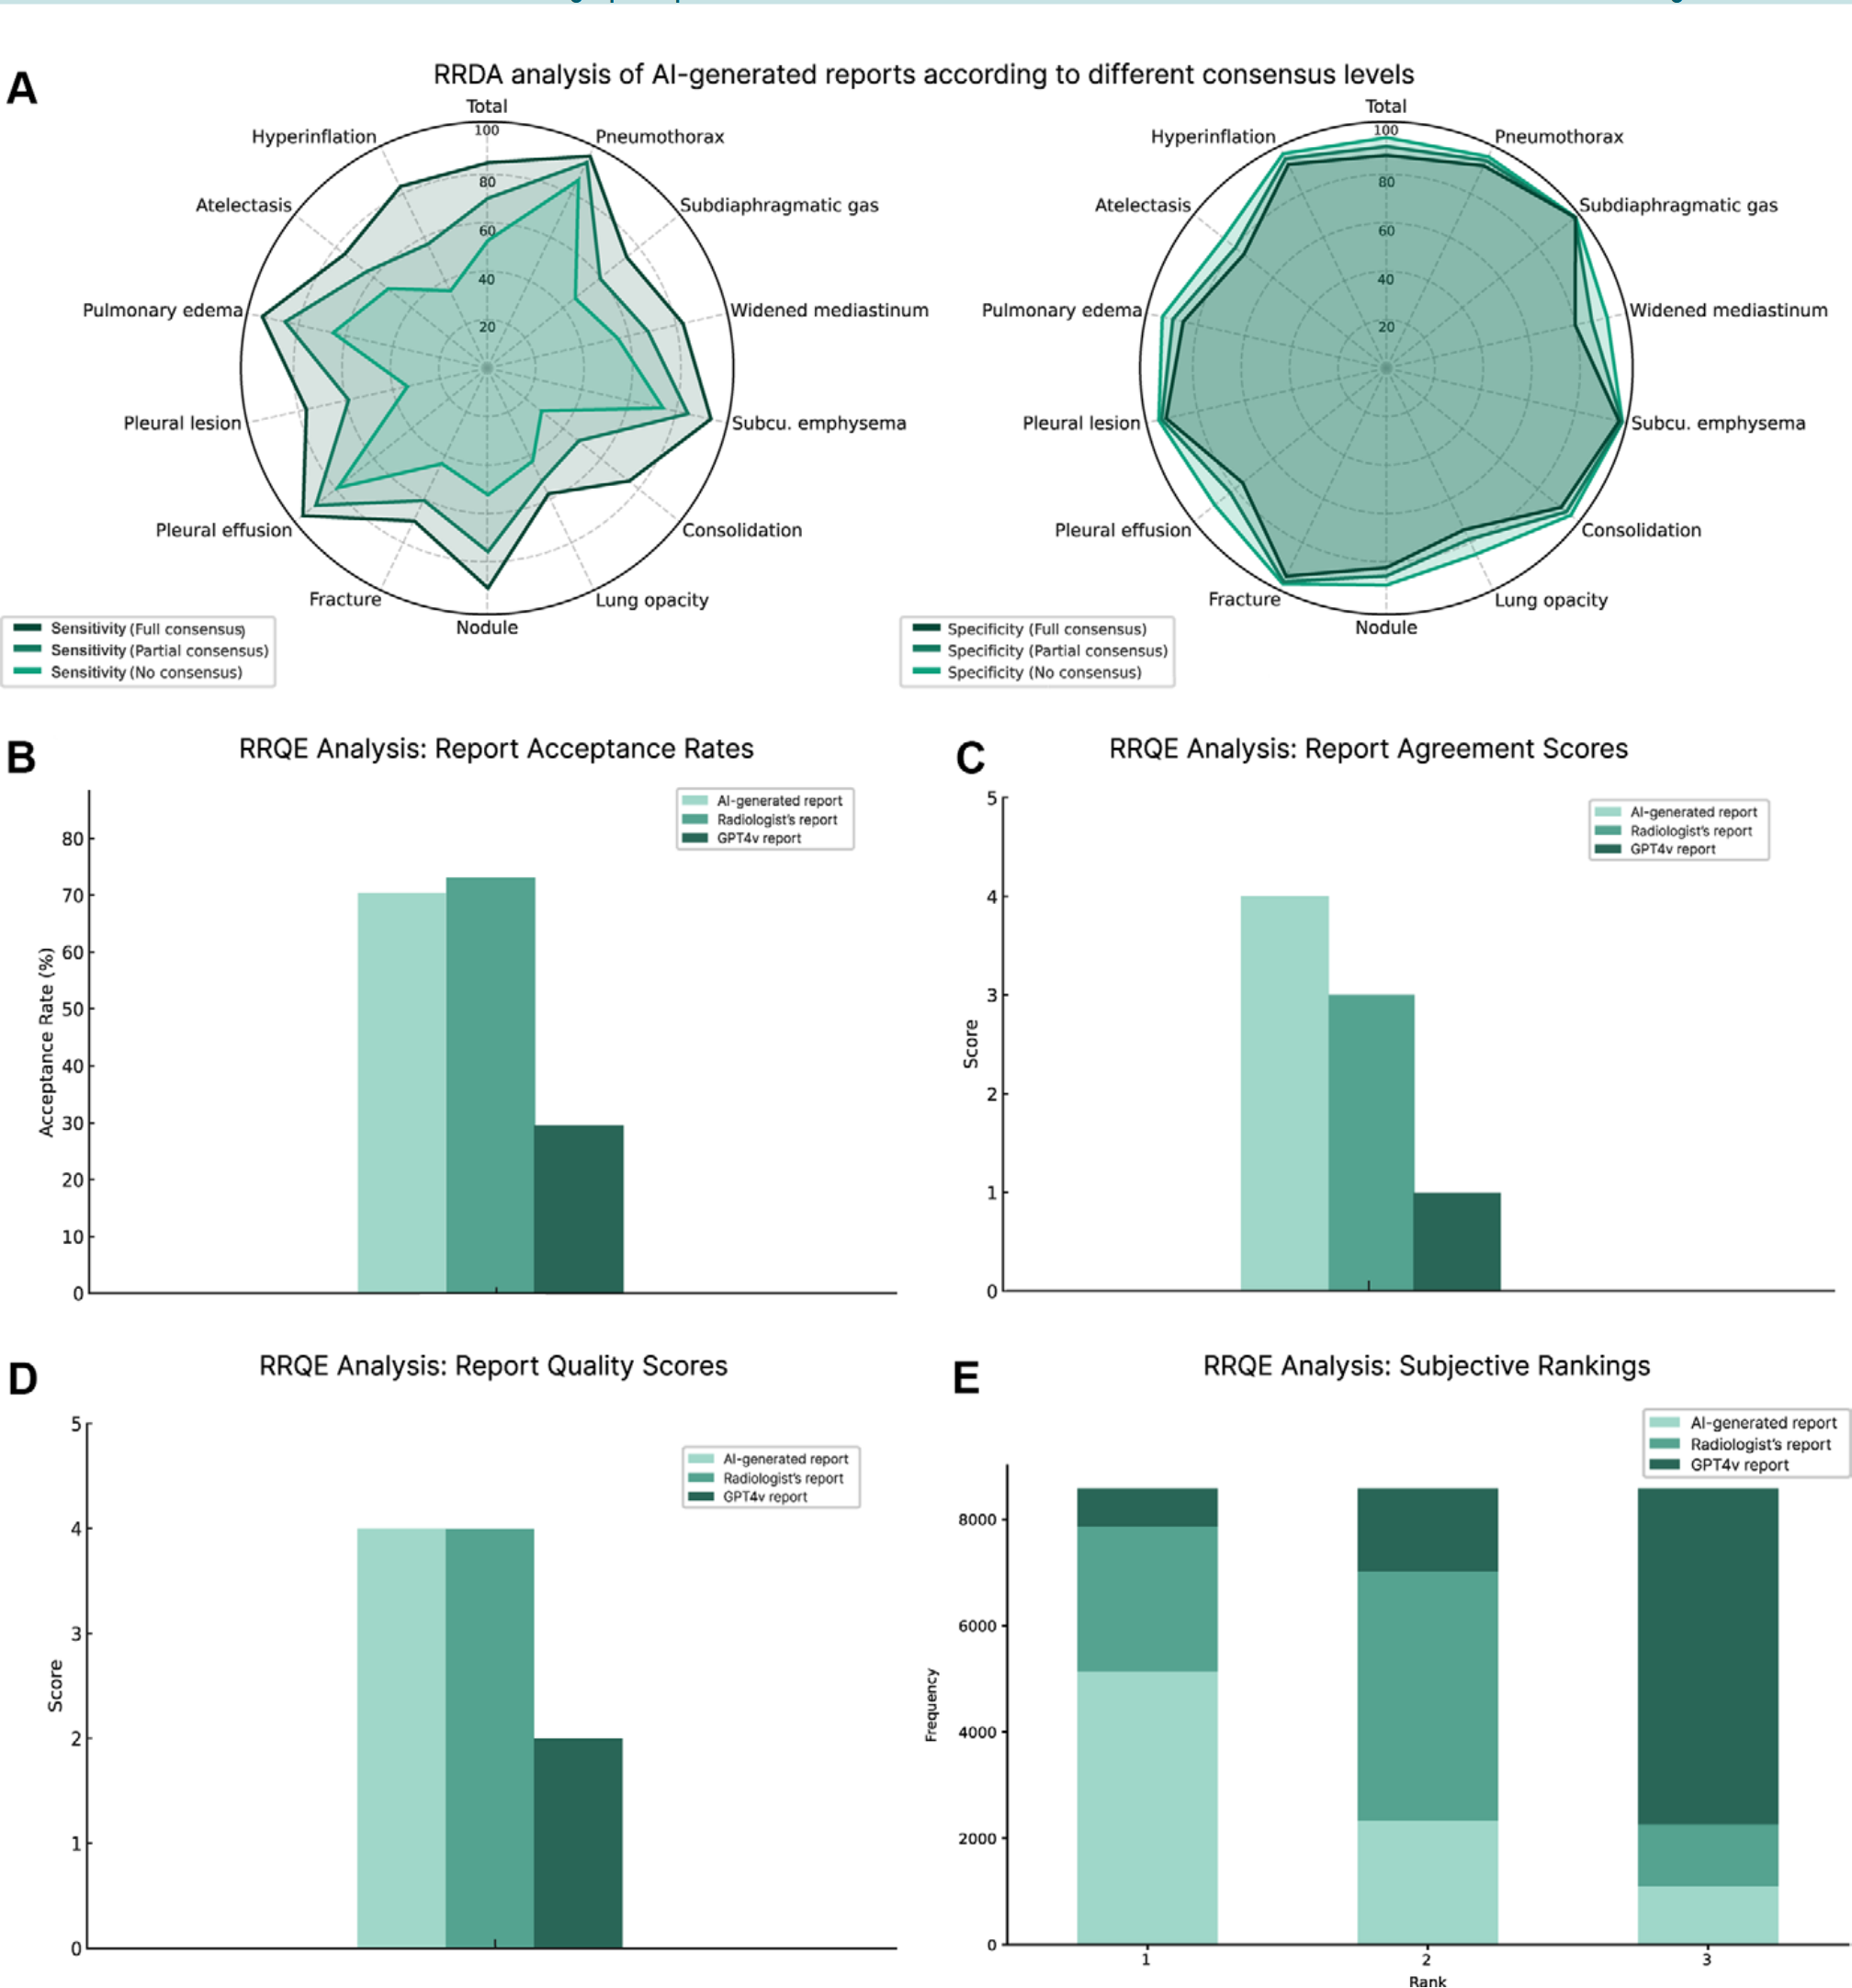 A
RRDA analysis of AI-generated reports according to different consensus levels
Total
100
80
60
40
20
Pneumothorax
Subdiaphragmatic gas
Widened mediastinum
Subcu. emphysema
Consolidation
Lung opacity
Nodule
Fracture
Pleural effusion
Pleural lesion
Pulmonary edema
Atelectasis
Hyperinflation
Sensitivity (Full consensus)
Sensitivity (Partial consensus)
Sensitivity (No consensus)
Total
100
80
60
40
20
Pneumothorax
Subdiaphragmatic gas
Widened mediastinum
Subcu. emphysema
Consolidation
Lung opacity
Nodule
Fracture
Pleural effusion
Pleural lesion
Pulmonary edema
Atelectasis
Hyperinflation
Specificity (Full consensus)
Specificity (Partial consensus)
Specificity (No consensus)
B
RRQE Analysis: Report Acceptance Rates
AI-generated report
Radiologist's report
GPT4v report
Acceptance Rate (%)
80
70
60
50
40
30
20
10
0
C
RRQE Analysis: Report Agreement Scores
AI-generated report
Radiologist's report
GPT4v report
Score
5
4
3
2
1
0
D
RRQE Analysis: Report Quality Scores
AI-generated report
Radiologist's report
GPT4v report
Score
5
4
3
2
1
0
E
RRQE Analysis: Subjective Rankings
AI-generated report
Radiologist's report
GPT4v report
Frequency
8000
6000
4000
2000
0
1
2
3
Rank